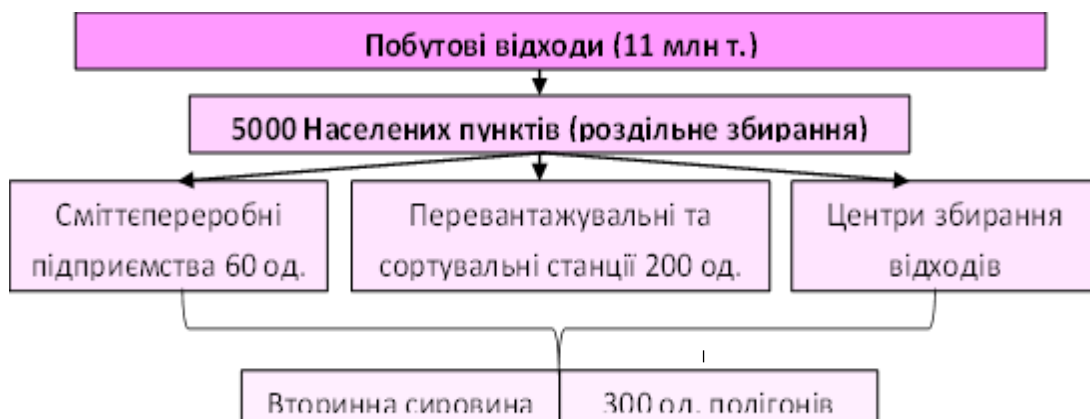 Побутові відходи (11 млн т.)
5000 Населених пунктів (роздільне збирання)
Сміттєпереробні
підприємства 60 од.
Перевантажувальні та
сортувальні станції 200 од.
Центри збирання
відходів
Вторинна сировина
300 од. полігонів